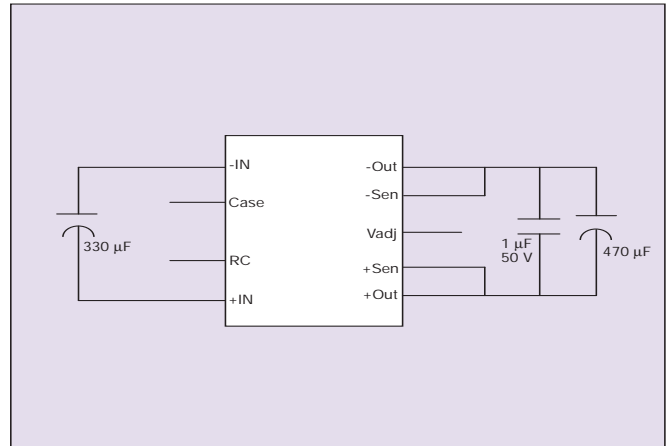 -IN
Case
RC
+IN
-Out
-Sen
Vadj
+Sen
+Out
330 µF
1 µF
50 V
470 µF